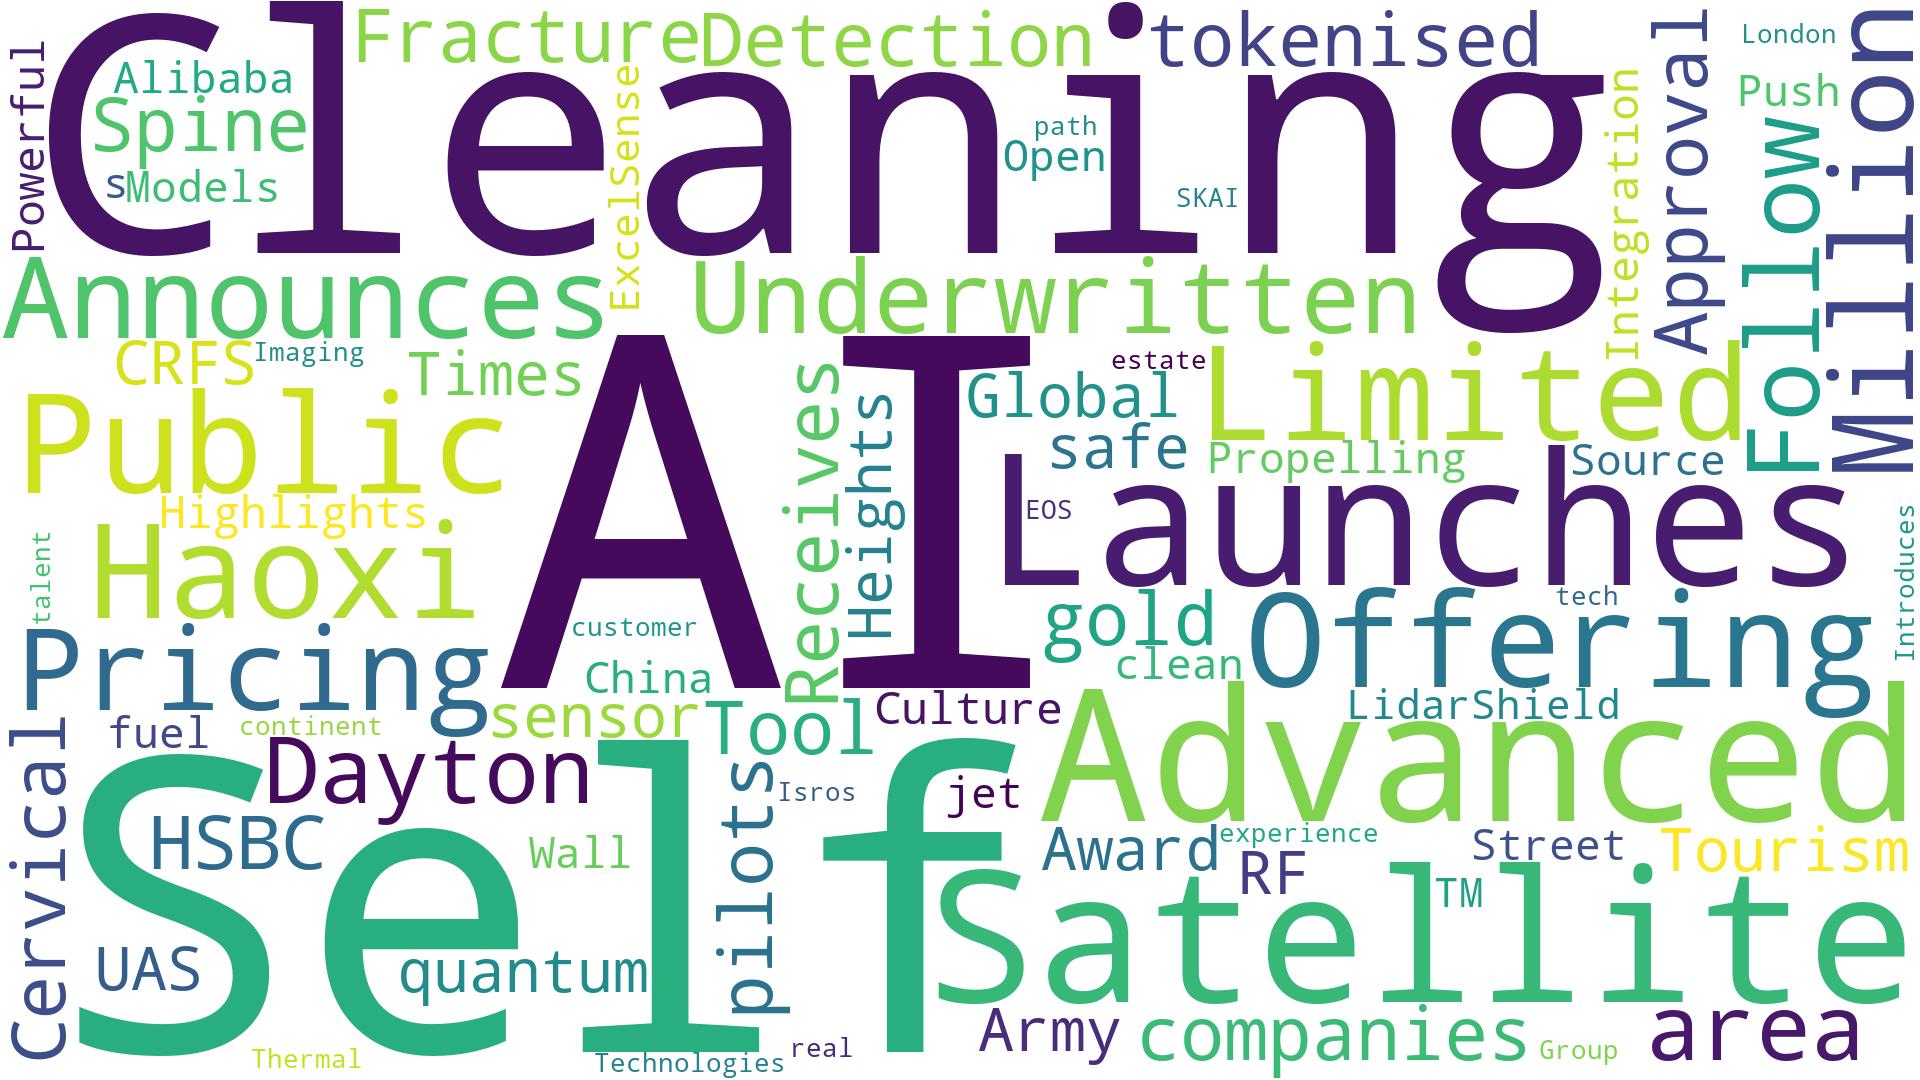 Cleaning
Fracture
Detection
tokenised
London
Powerful
Alibaba
Spine
s
Models
ExcelSense
path
Open
SKAI
Integration
Approval
Push
Follow
Million
Announces
Underwritten
CRFS
Imaging
Times
AI
Receives
Heights
estate
Global
Limited
safe
Propelling
Source
Public
Highlights
Haoxi
talent
Launches
EOS
Introduces
tech
gold
clean
Offering
customer
China
Pricing
sensor
Tool
Culture
LidarShield
fuel
continent
Dayton
Advanced
Cervical
Self
HSBC
Wall
pilots
Isros
jet
Award
experience
RF
Street
Tourism
TM
Satellite
UAS
quantum
Army
companies
area
Thermal
Technologies
real
Group